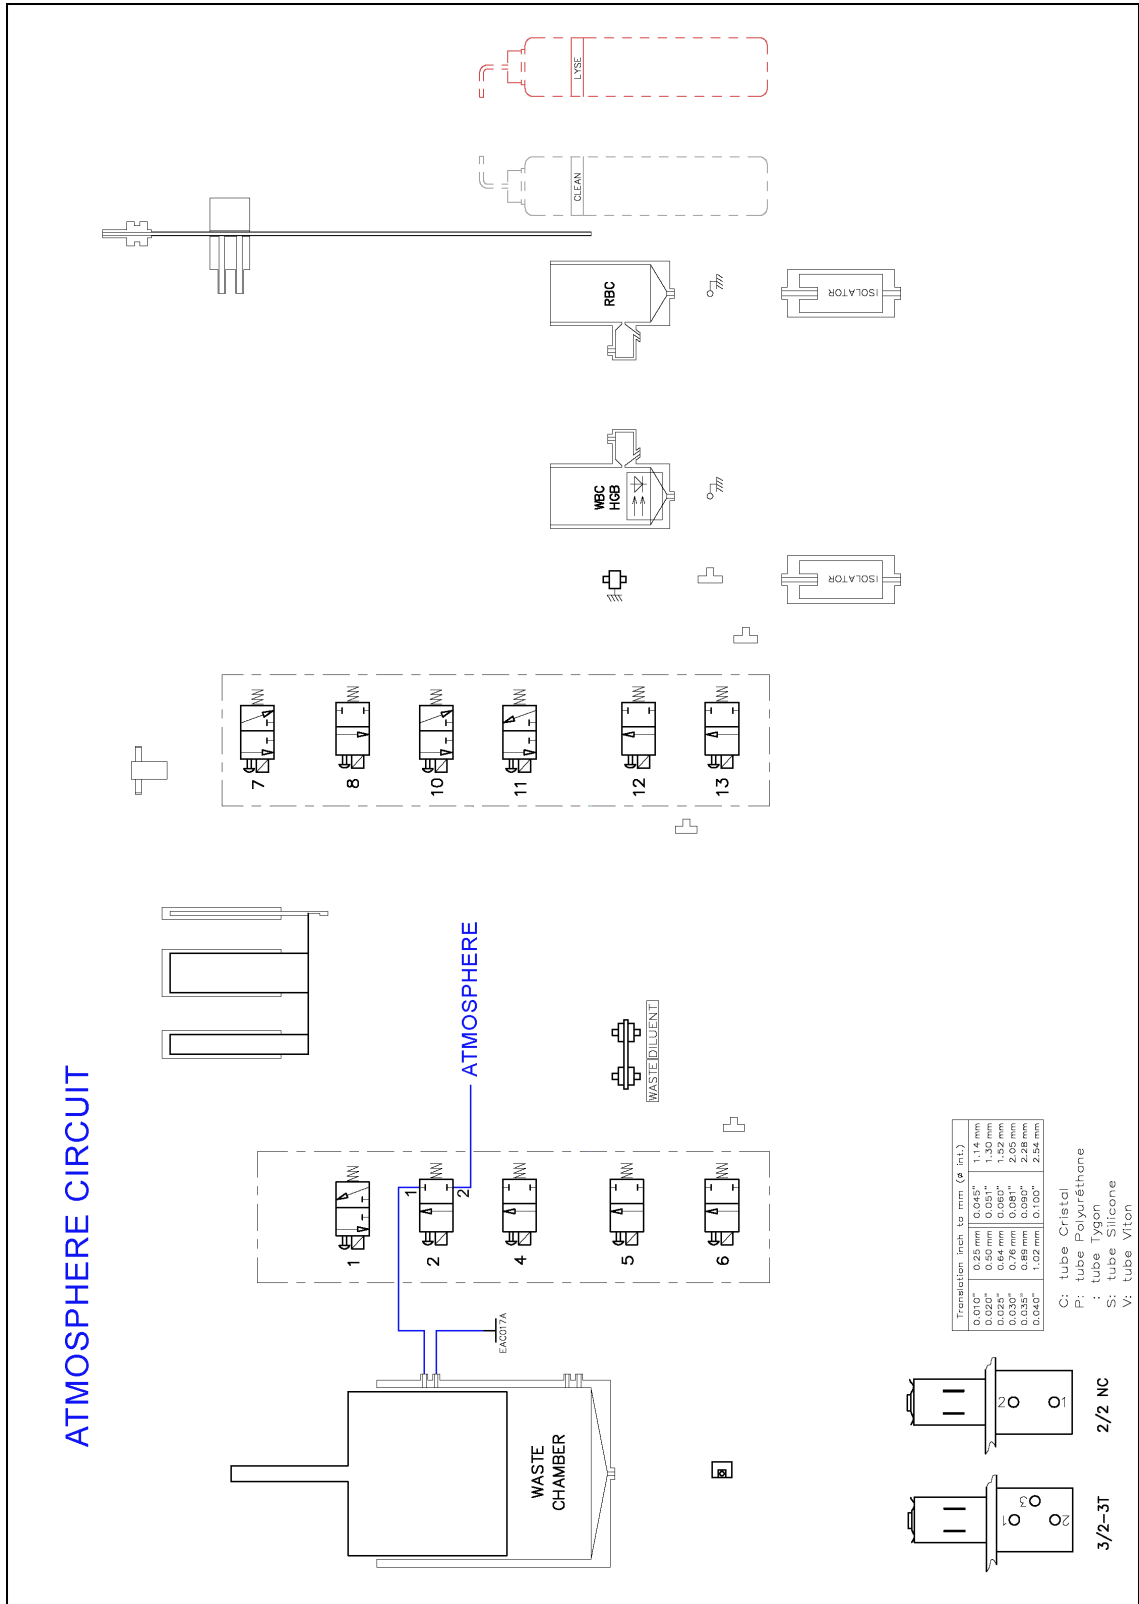 ATMOSPHERE CIRCUIT
LYSE
CLEAN
RBC
ISOLATOR
WBC
HGB
ISOLATOR
7
8
10
11
12
13
ATMOSPHERE
WASTE
DILUENT
1
2
4
5
6
1
2
EAC017A
WASTE
CHAMBER
Translation inch to mm (ø int.)
0.010" 0.25 mm 0.045" 1.14 mm
0.020" 0.50 mm 0.051" 1.30 mm
0.025" 0.64 mm 0.060" 1.52 mm
0.030" 0.76 mm 0.081" 2.05 mm
0.035" 0.89 mm 0.090" 2.28 mm
0.040" 1.02 mm 0.100" 2.54 mm
C: tube Cristal
P: tube Polyuréthane
: tube Tygon
S: tube Silicone
V: tube Viton
1
2
3
3/2-3T
2
1
2/2 NC